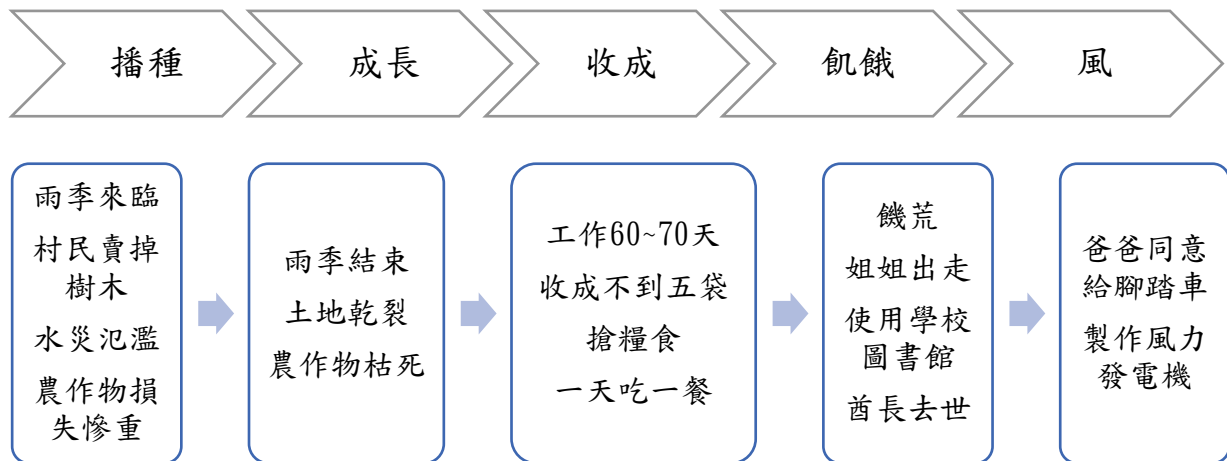 播種
成長
收成
飢餓
風
雨季來臨
村民賣掉
樹木
水災氾濫
農作物損
失慘重
雨季結束
土地乾裂
農作物枯死
工作60~70天
收成不到五袋
搶糧食
一天吃一餐
饑荒
姐姐出走
使用學校
圖書館
酋長去世
爸爸同意
給腳踏車
製作風力
發電機